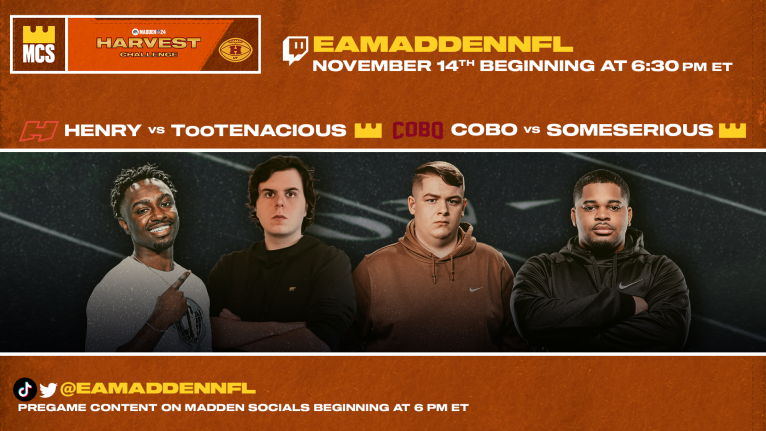 MCS
EA MADDEN 24
HARVEST
CHALLENGE
H
EAMADDENNFL
NOVEMBER 14TH BEGINNING AT 6:30 PM ET
H HENRY VS TooTENACIOUS
COBO COBO VS SOMESERIOUS
@EAMADDENNFL
PREGAME CONTENT ON MADDEN SOCIALS BEGINNING AT 6 PM ET